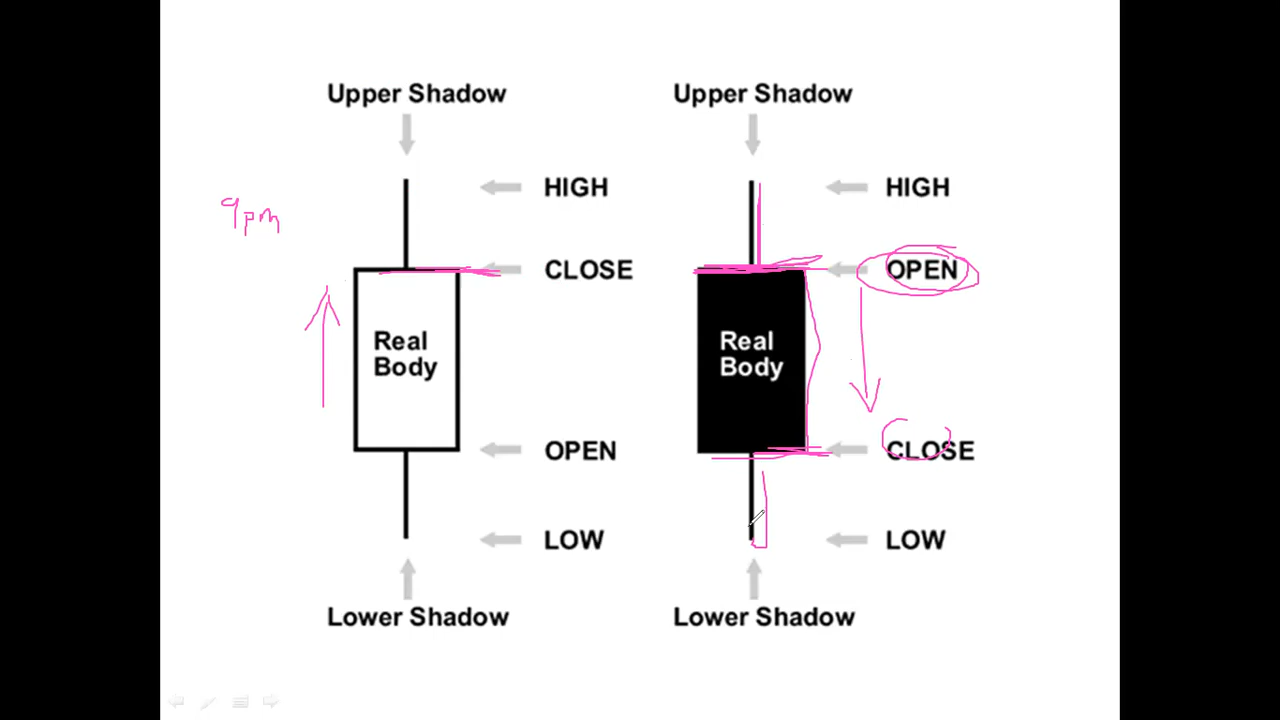 Upper Shadow
HIGH
9pm
CLOSE
Real
Body
OPEN
LOW
Lower Shadow
Upper Shadow
HIGH
OPEN
Real
Body
CLOSE
LOW
Lower Shadow